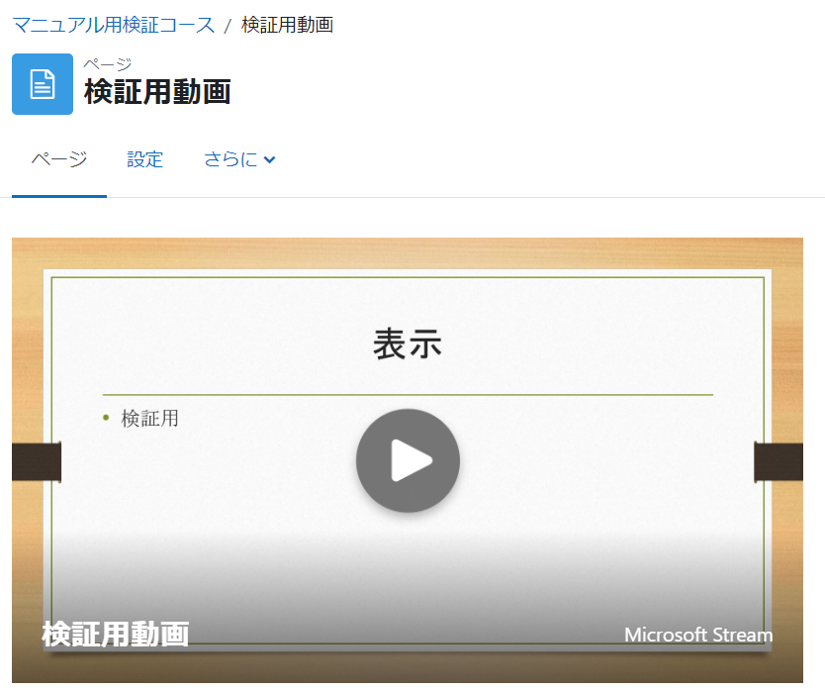 マニュアル用検証コース / 検証用動画
ページ
検証用動画
ページ 設定 さらに
表示
• 検証用
検証用動画
Microsoft Stream